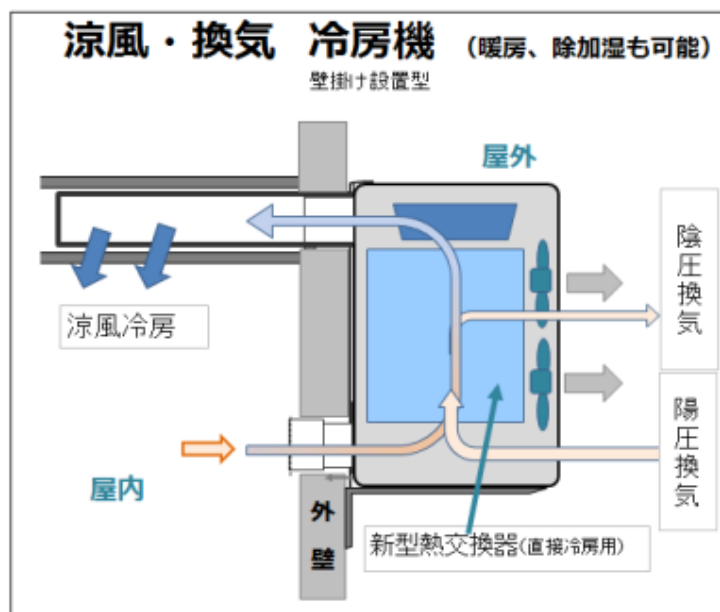 涼風・換気 冷房機 (暖房、除加湿も可能)
壁掛け設置型
屋外
陰圧換気
涼風冷房
陽圧換気
屋内
外壁
新型熱交換器(直接冷房用)